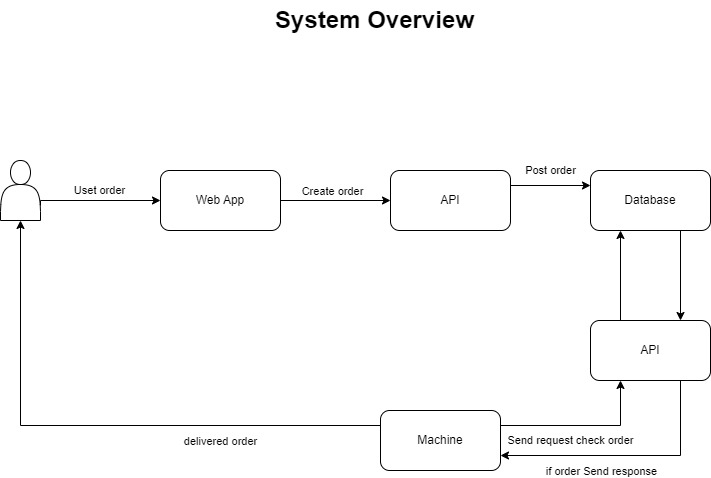 System Overview
Post order
Uset order
Create order
Web App
API
Database
API
Machine
Send request check order
delivered order
if order Send response